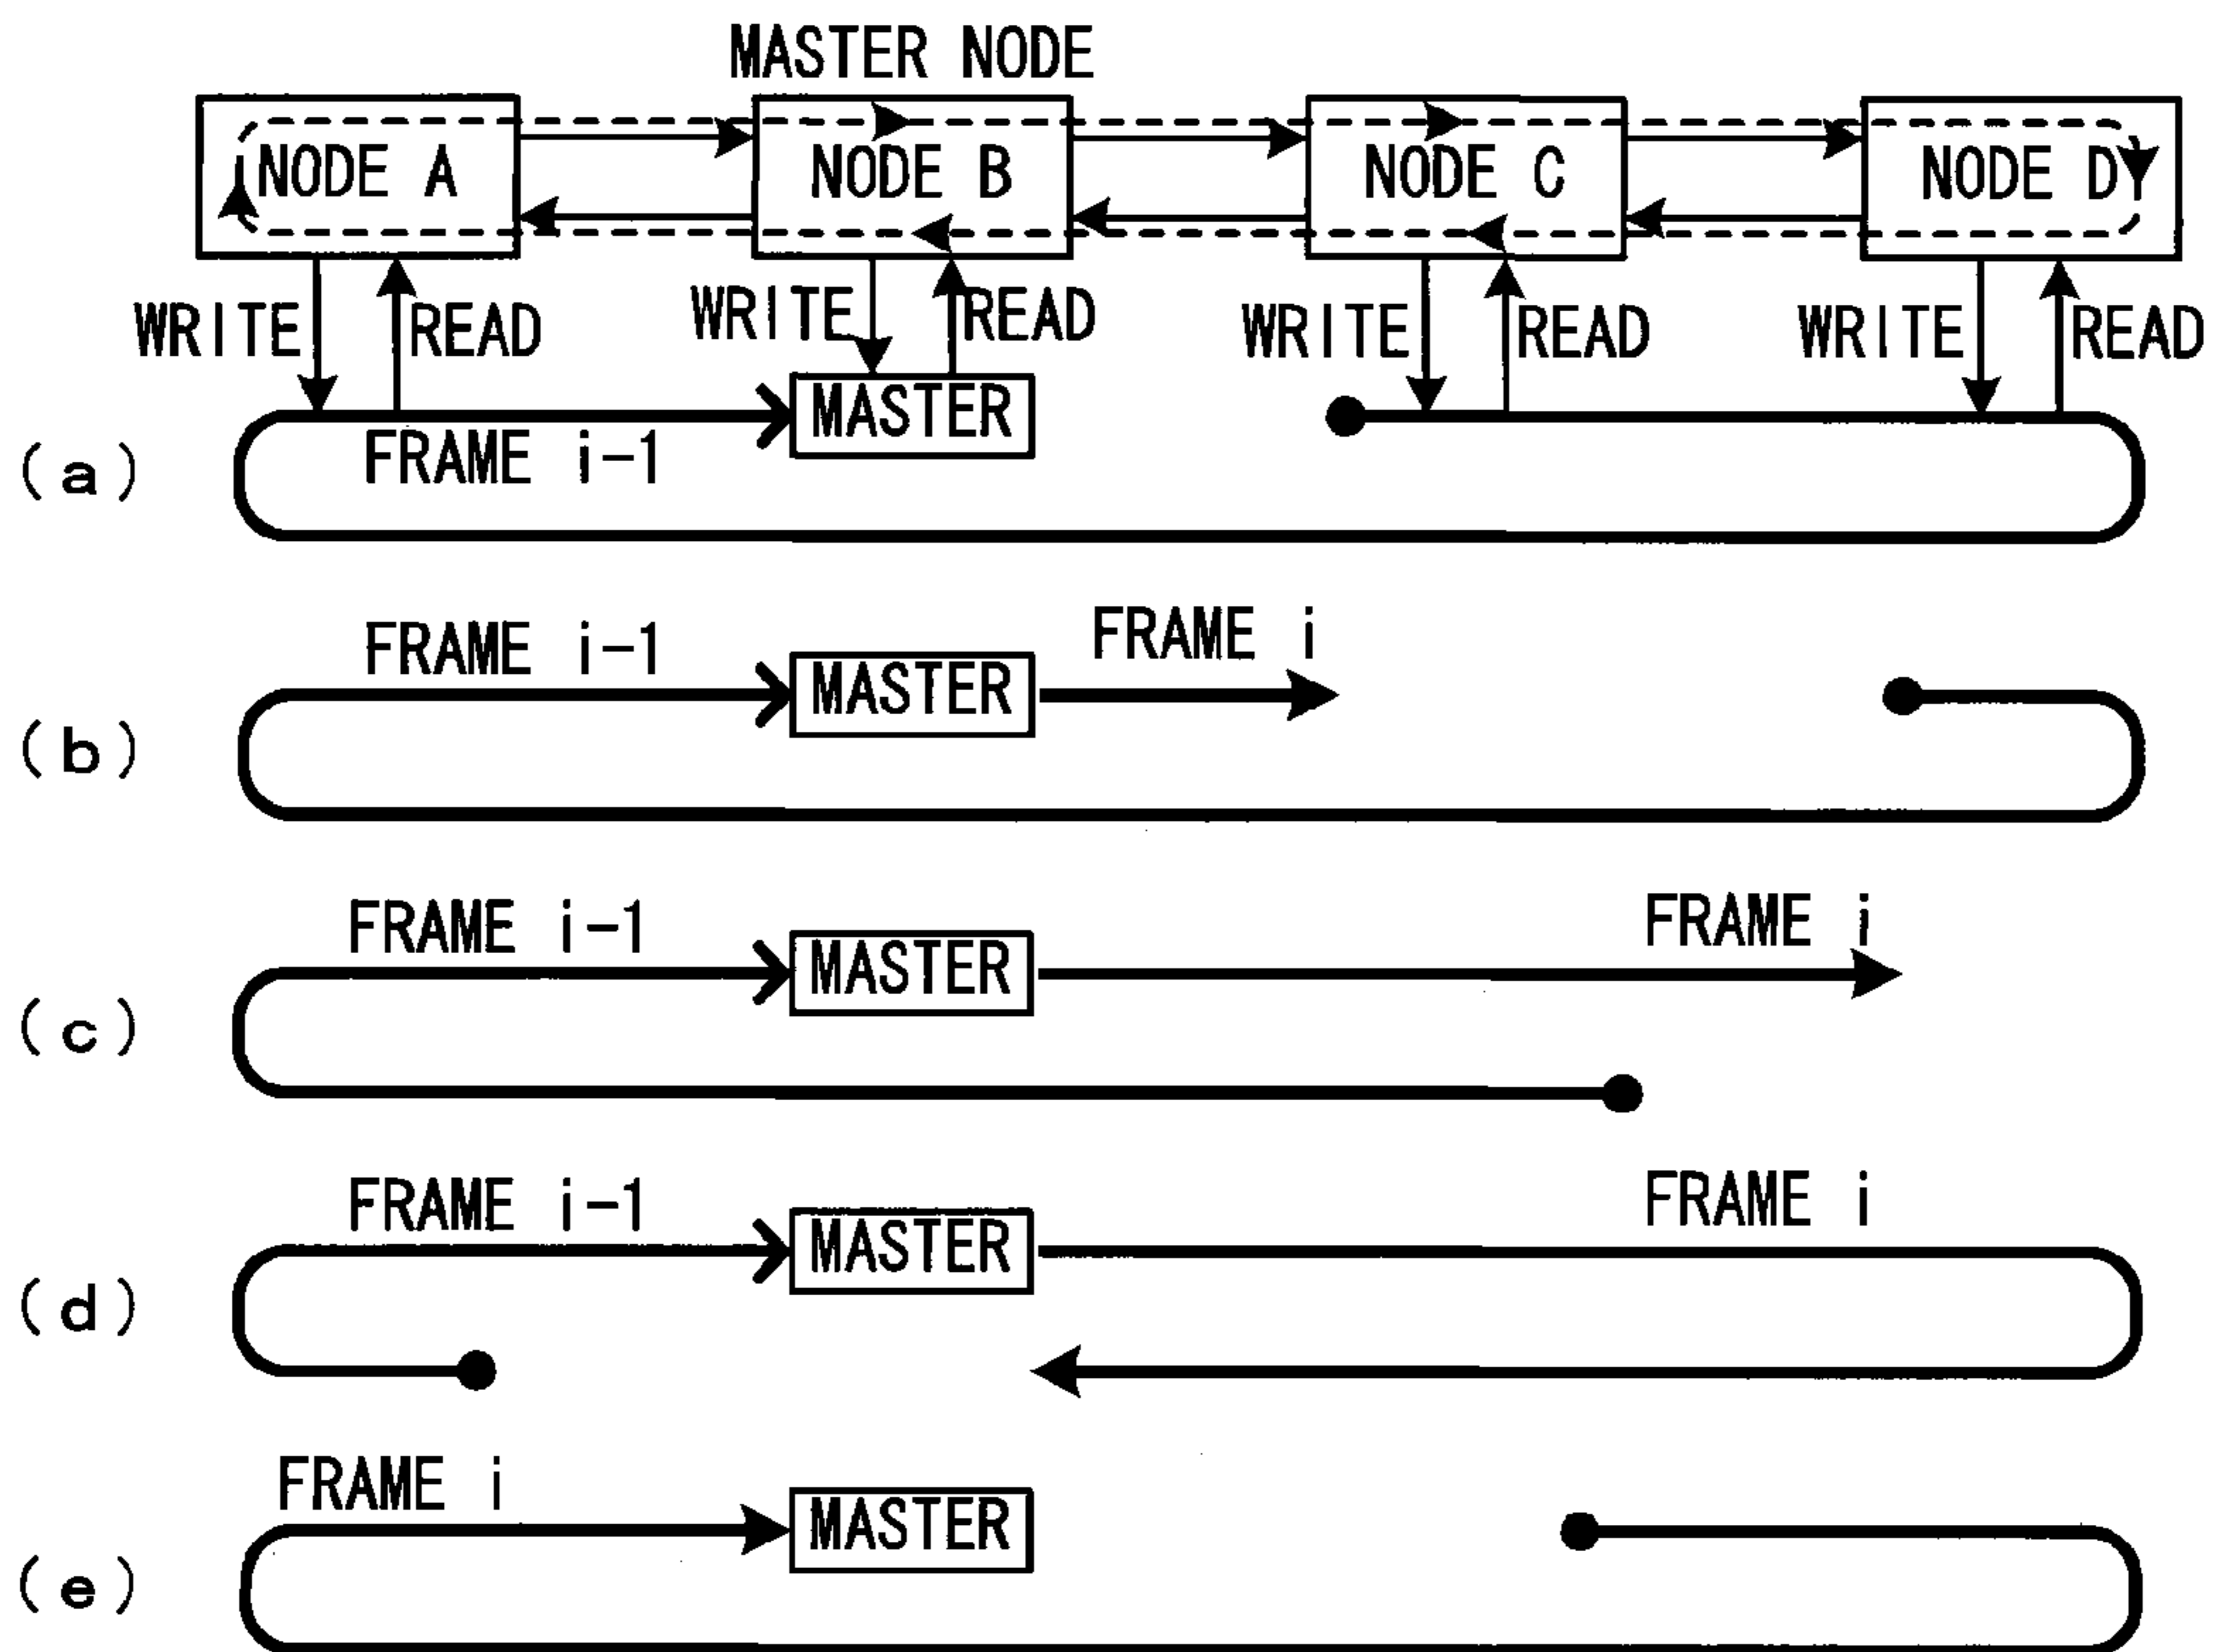 MASTER NODE
NODE A NODE B NODE C NODE D
WRITE READ WRITE READ WRITE READ WRITE READ
MASTER
(a) FRAME i-1
FRAME i-1 MASTER FRAME i
(b)
FRAME i-1 MASTER FRAME i
(c)
FRAME i-1 MASTER FRAME i
(d)
FRAME i MASTER
(e)